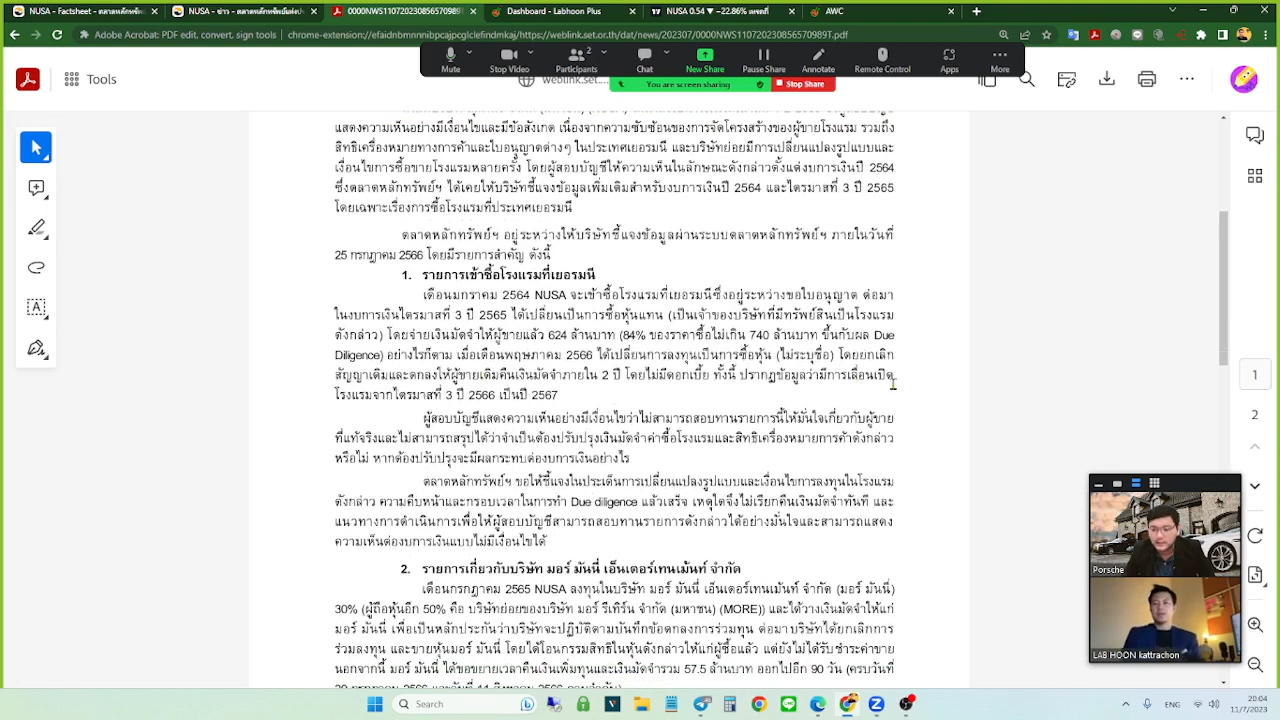 NUSA - Factsheet - ตลาดหลักทรัพ
NUSA - ข่าว - ตลาดหลักทรัพย์แห่งป
0000NWS110720230856570989T
Dashboard - Labhoon Plus
NUSA 0.54 ▼ −22.86%
AWC
Adobe Acrobat: PDF edit, convert, sign tools
chrome-extension://efaidnbmnnnibpcajpcglclefindmkaj/https://weblink.set.or.th/dat/news/202307/0000NWS110720230856570989T.pdf
Mute
Stop Video
Participants
2
Chat
New Share
Pause Share
Annotate
Remote Control
Apps
More
Tools
weblink.set....
You are screen sharing
Stop Share
แสดงความเห็นอย่างมีเงื่อนไขและมีข้อสังเกต เนื่องจากความซับซ้อนของการจัดโครงสร้างของผู้ขายโรงแรม รวมถึง
สิทธิเครื่องหมายทางการค้าและใบอนุญาตต่างๆ ในประเทศเยอรมนี และบริษัทย่อยมีการเปลี่ยนแปลงรูปแบบและ
เงื่อนไขการซื้อขายโรงแรมหลายครั้ง โดยผู้สอบบัญชีให้ความเห็นในลักษณะดังกล่าวตั้งแต่งบการเงินปี 2564
ซึ่งตลาดหลักทรัพย์ฯ ได้เคยให้บริษัทชี้แจงข้อมูลเพิ่มเติมสำหรับงบการเงินปี 2564 และไตรมาสที่ 3 ปี 2565
โดยเฉพาะเรื่องการซื้อโรงแรมที่ประเทศเยอรมนี
ตลาดหลักทรัพย์ฯ อยู่ระหว่างให้บริษัทชี้แจงข้อมูลผ่านระบบตลาดหลักทรัพย์ฯ ภายในวันที่
25 กรกฎาคม 2566 โดยมีรายการสำคัญ ดังนี้
1. รายการเข้าซื้อโรงแรมที่เยอรมนี
เดือนมกราคม 2564 NUSA จะเข้าซื้อโรงแรมที่เยอรมนีซึ่งอยู่ระหว่างขอใบอนุญาต ต่อมา
ในงบการเงินไตรมาสที่ 3 ปี 2565 ได้เปลี่ยนเป็นการซื้อหุ้นแทน (เป็นเจ้าของบริษัทที่มีทรัพย์สินเป็นโรงแรม
ดังกล่าว) โดยจ่ายเงินมัดจำให้ผู้ขายแล้ว 624 ล้านบาท (84% ของราคาซื้อไม่เกิน 740 ล้านบาท ขึ้นกับผล Due
Diligence) อย่างไรก็ตาม เมื่อเดือนพฤษภาคม 2566 ได้เปลี่ยนการลงทุนเป็นการซื้อหุ้น (ไม่ระบุชื่อ) โดยยกเลิก
สัญญาเดิมและตกลงให้ผู้ขายเดิมคืนเงินมัดจำภายใน 2 ปี โดยไม่มีดอกเบี้ย ทั้งนี้ ปรากฏข้อมูลว่ามีการเลื่อนเปิด
โรงแรมจากไตรมาสที่ 3 ปี 2566 เป็นปี 2567
ผู้สอบบัญชีแสดงความเห็นอย่างมีเงื่อนไขว่าไม่สามารถสอบทานรายการนี้ให้มั่นใจเกี่ยวกับผู้ขาย
ที่แท้จริงและไม่สามารถสรุปได้ว่าจำเป็นต้องปรับปรุงเงินมัดจำค่าซื้อโรงแรมและสิทธิเครื่องหมายการค้าดังกล่าว
หรือไม่ หากต้องปรับปรุงจะมีผลกระทบต่องบการเงินอย่างไร
ตลาดหลักทรัพย์ฯ ขอให้ชี้แจงในประเด็นการเปลี่ยนแปลงรูปแบบและเงื่อนไขการลงทุนในโรงแรม
ดังกล่าว ความคืบหน้าและกรอบเวลาในการทำ Due diligence แล้วเสร็จ เหตุใดจึงไม่เรียกคืนเงินมัดจำทันที และ
แนวทางการดำเนินการเพื่อให้ผู้สอบบัญชีสามารถสอบทานรายการดังกล่าวได้อย่างมั่นใจและสามารถแสดง
ความเห็นต่องบการเงินแบบไม่มีเงื่อนไขได้
2. รายการเกี่ยวกับบริษัท มอร์ มันนี่ เอ็นเตอร์เทนเม้นท์ จำกัด
เดือนกรกฎาคม 2565 NUSA ลงทุนในบริษัท มอร์ มันนี่ เอ็นเตอร์เทนเม้นท์ จำกัด (มอร์ มันนี่)
30% (ผู้ถือหุ้นอีก 50% คือ บริษัทย่อยของบริษัท มอร์ รีเทิร์น จำกัด (มหาชน) (MORE)) และได้วางเงินมัดจำให้แก่
มอร์ มันนี่ เพื่อเป็นหลักประกันว่าบริษัทจะปฏิบัติตามบันทึกข้อตกลงการร่วมทุน ต่อมาบริษัทได้ยกเลิกการ
ร่วมลงทุน และขายหุ้นมอร์ มันนี่ โดยได้โอนกรรมสิทธิในหุ้นดังกล่าวให้แก่ผู้ซื้อแล้ว แต่ยังไม่ได้รับชำระค่าขาย
นอกจากนี้ มอร์ มันนี่ ได้ขอขยายเวลาคืนเงินเพิ่มทุนและเงินมัดจำรวม 57.5 ล้านบาท ออกไปอีก 90 วัน (ครบวันที่
1
2
Porsche
LAB HOON kattrachon
Search
ENG
20:04
11/7/2023